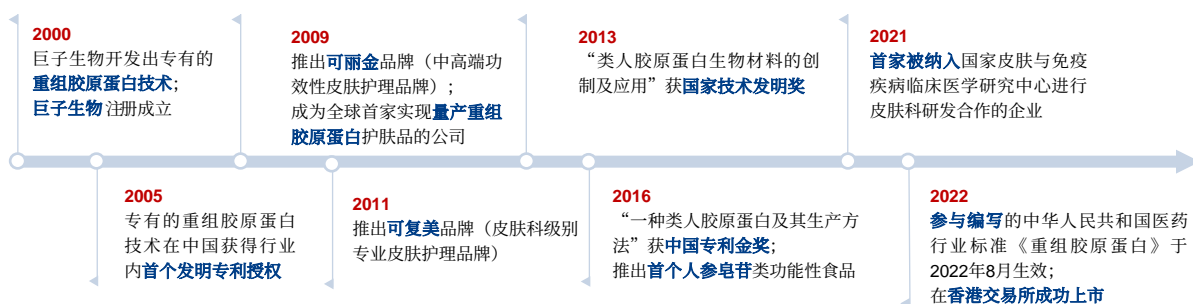 2000
巨子生物开发出专有的
重组胶原蛋白技术；
巨子生物注册成立
2009
推出可丽金品牌（中高端功
效性皮肤护理品牌）；
成为全球首家实现量产重组
胶原蛋白护肤品的公司
2013
“类人胶原蛋白生物材料的创
制及应用”获国家技术发明奖
2021
首家被纳入国家皮肤与免疫
疾病临床医学研究中心进行
皮肤科研发合作的企业
2005
专有的重组胶原蛋白
技术在中国获得行业
内首个发明专利授权
2011
推出可复美品牌（皮肤科级别
专业皮肤护理品牌）
2016
“一种类人胶原蛋白及其生产方
法”获中国专利金奖；
推出首个人参皂苷类功能性食品
2022
参与编写的中华人民共和国医药
行业标准《重组胶原蛋白》于
2022年8月生效；
在香港交易所成功上市